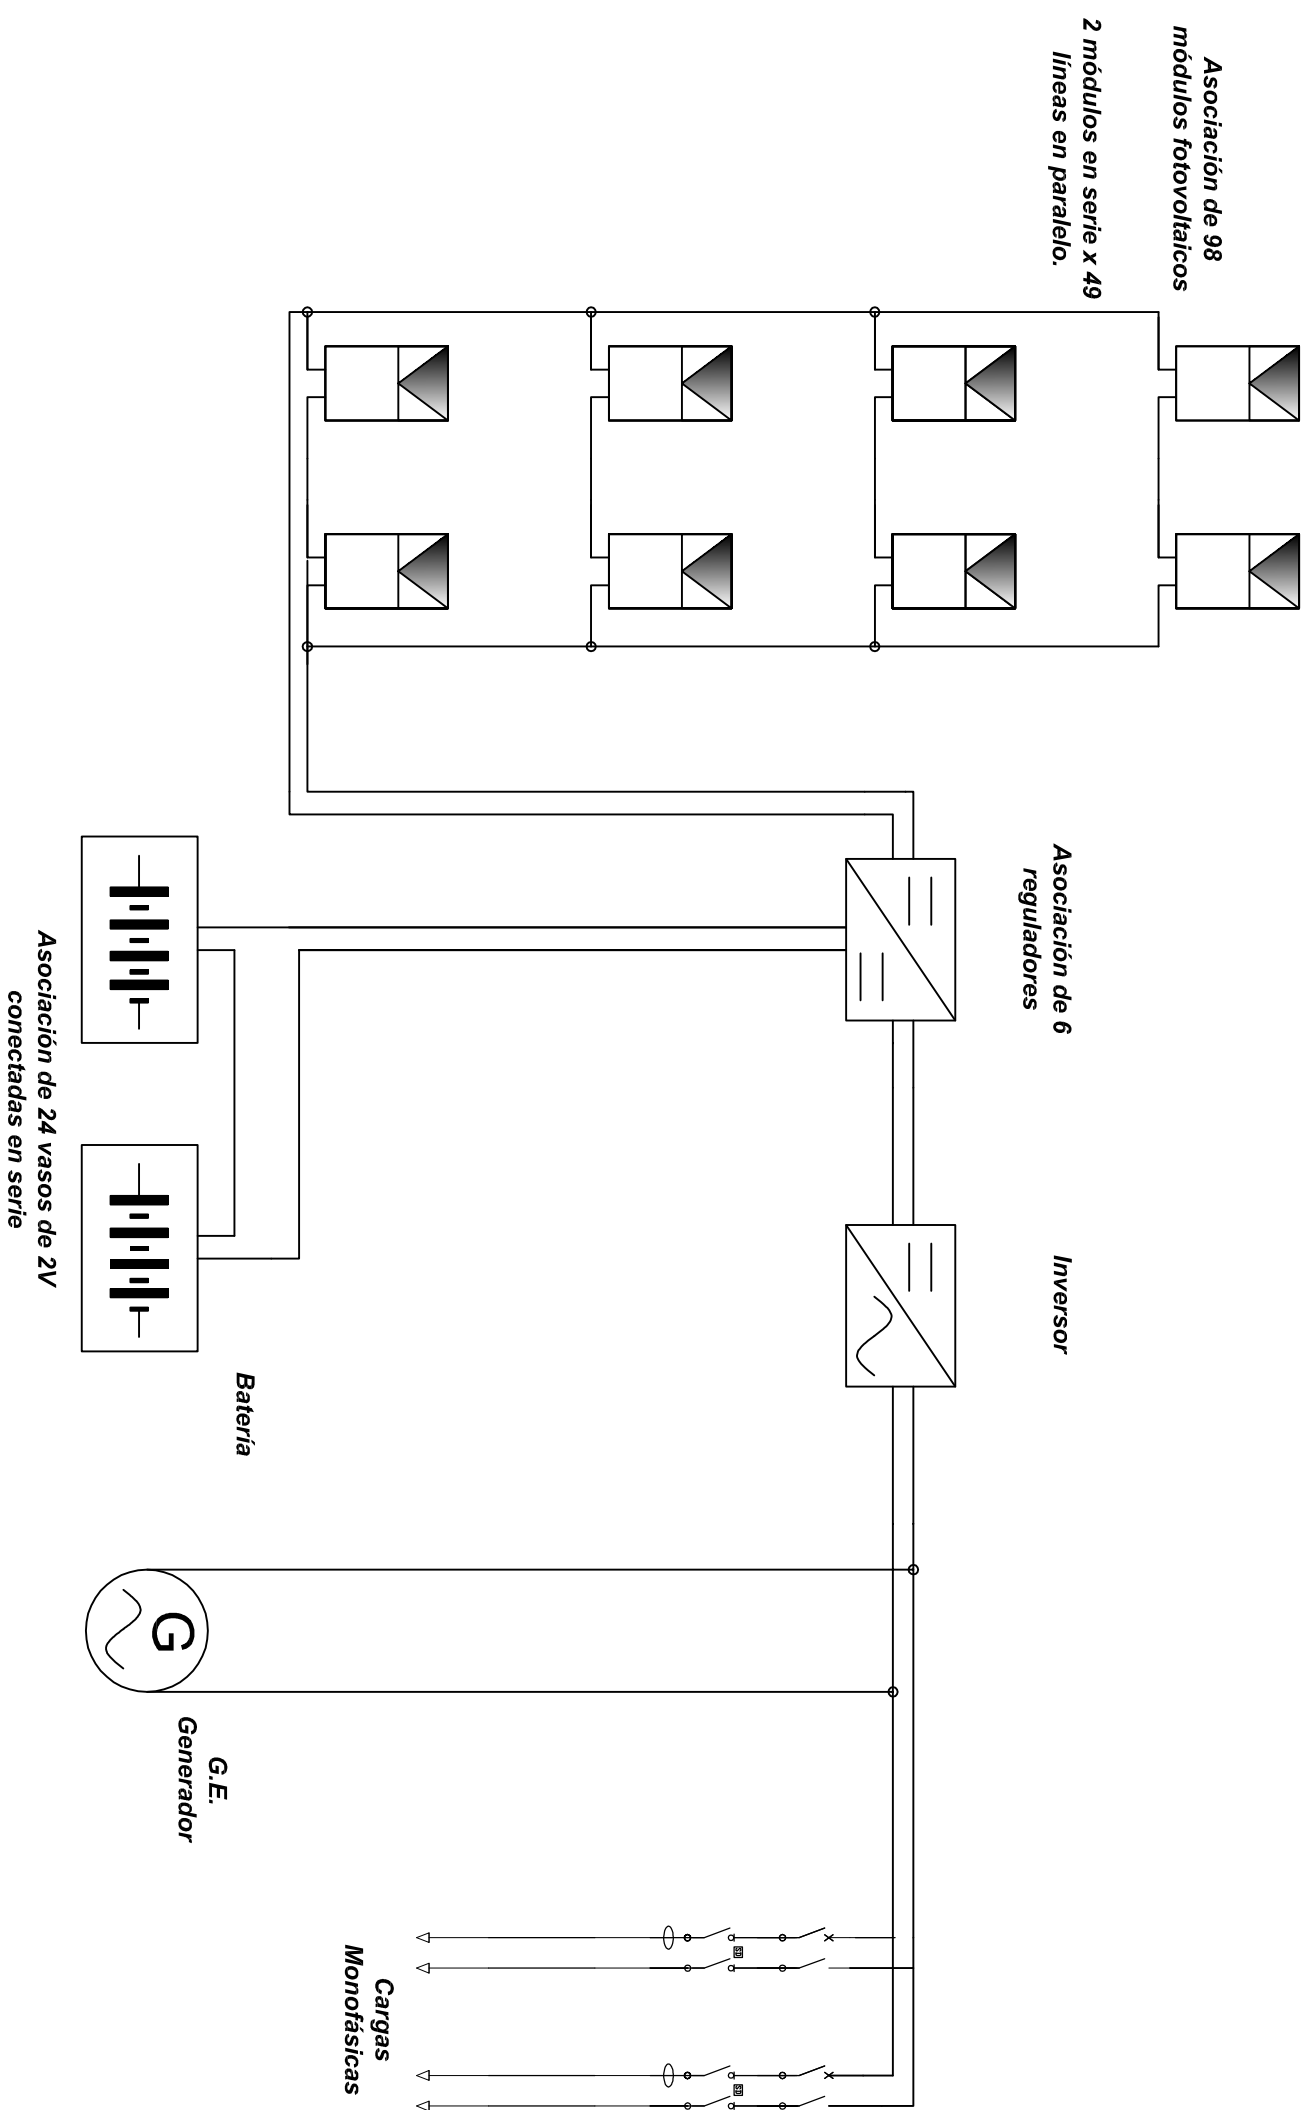 Asociación de 98
módulos fotovoltaicos
2 módulos en serie x 49
líneas en paralelo.
Asociación de 6
reguladores
Inversor
Batería
Asociación de 24 vasos de 2V
conectadas en serie
G
G.E.
Generador
Cargas
Monofásicas